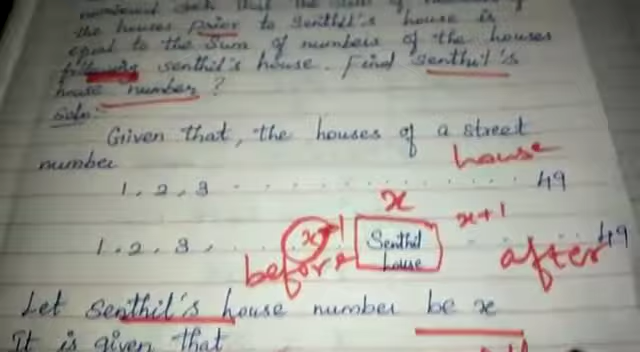 the houses prior to Senthil's house is
equal to the sum of numbers of the houses
following senthil's house. Find senthil's
house number?
Soln:
Given that, the houses of a street
number
house
1, 2, 3 . . . . . . . . . . . . . 49
x
x-1
x+1
1, 2, 3, . . . . Senthil house . . . . 49
before
after
Let senthil's house number be x
It is given that